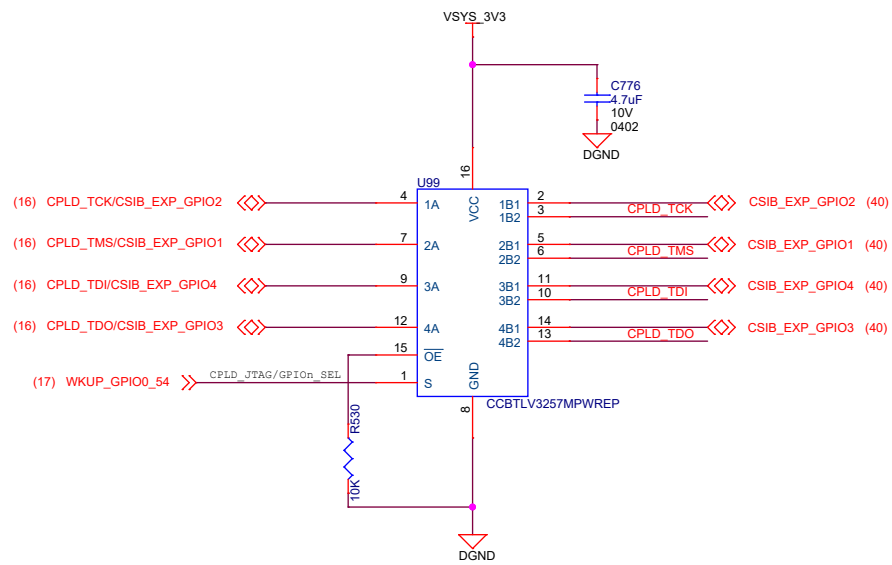 VSYS_3V3
C776
4.7uF
10V
0402
DGND
U99
16
VCC
(16) CPLD_TCK/CSIB_EXP_GPIO2
4
1A
1B1
2
CSIB_EXP_GPIO2 (40)
1B2
3
CPLD_TCK
(16) CPLD_TMS/CSIB_EXP_GPIO1
7
2A
2B1
5
CSIB_EXP_GPIO1 (40)
2B2
6
CPLD_TMS
(16) CPLD_TDI/CSIB_EXP_GPIO4
9
3A
3B1
11
CSIB_EXP_GPIO4 (40)
3B2
10
CPLD_TDI
(16) CPLD_TDO/CSIB_EXP_GPIO3
12
4A
4B1
14
CSIB_EXP_GPIO3 (40)
4B2
13
CPLD_TDO
15
OE
(17) WKUP_GPIO0_54
CPLD_JTAG/GPIOn_SEL
1
S
GND
8
CCBTLV3257MPWREP
R530
10K
DGND